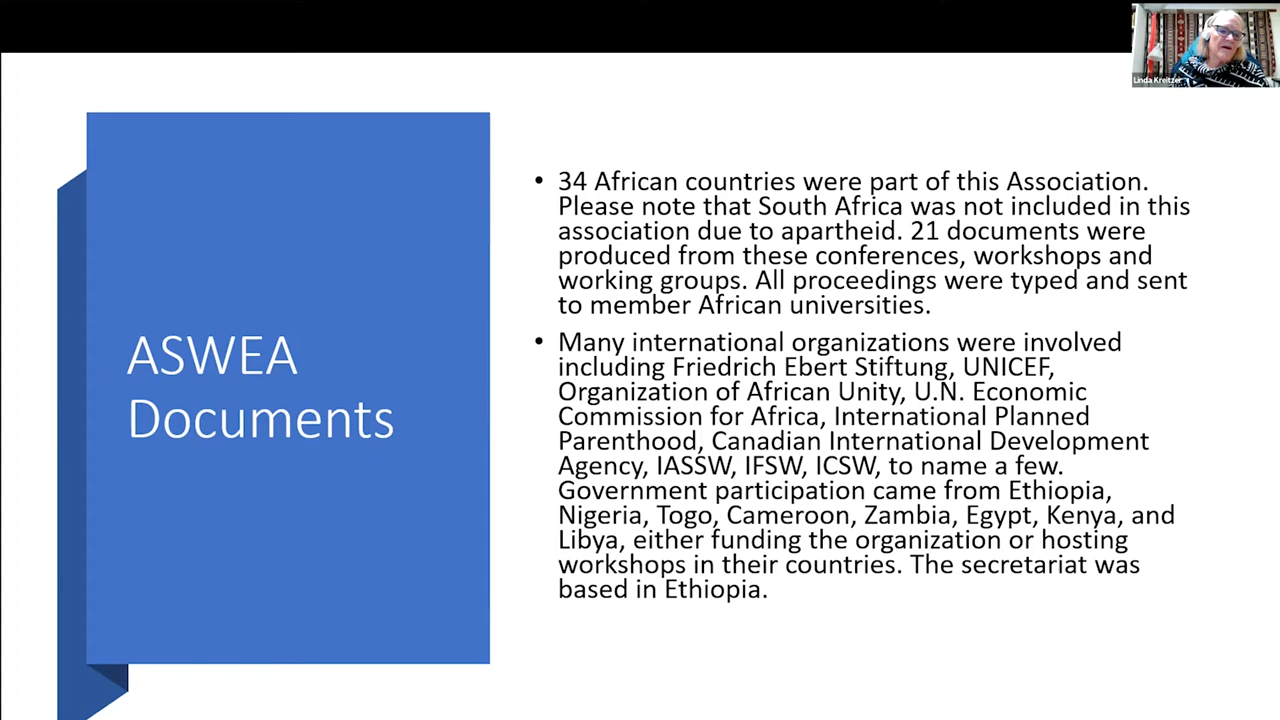 Linda Kreitzer
ASWEA
Documents
• 34 African countries were part of this Association.
Please note that South Africa was not included in this
association due to apartheid. 21 documents were
produced from these conferences, workshops and
working groups. All proceedings were typed and sent
to member African universities.
• Many international organizations were involved
including Friedrich Ebert Stiftung, UNICEF,
Organization of African Unity, U.N. Economic
Commission for Africa, International Planned
Parenthood, Canadian International Development
Agency, IASSW, IFSW, ICSW, to name a few.
Government participation came from Ethiopia,
Nigeria, Togo, Cameroon, Zambia, Egypt, Kenya, and
Libya, either funding the organization or hosting
workshops in their countries. The secretariat was
based in Ethiopia.